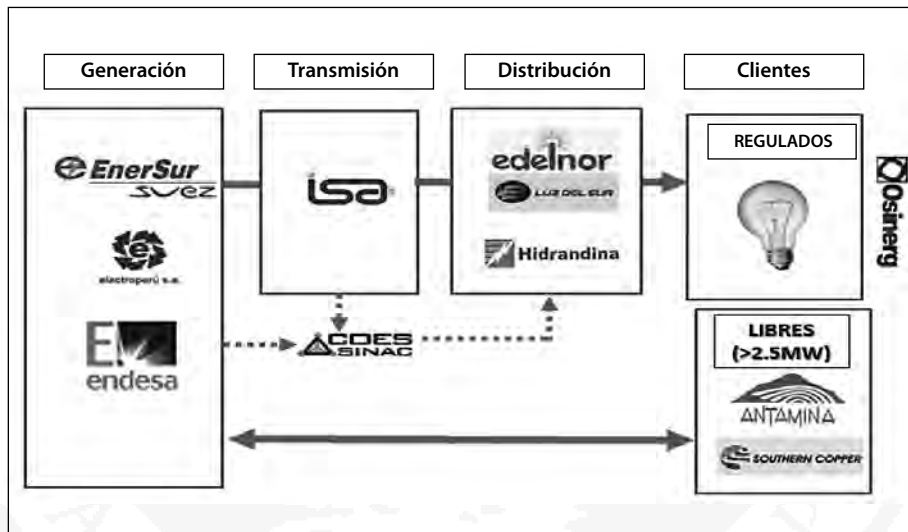 Generación
Transmisión
Distribución
Clientes
EnerSur
SUEZ
e
electroperú s.a.
E
endesa
isa
COES
SINAC
edelnor
LUZ DEL SUR
Hidrandina
REGULADOS
Osinerg
LIBRES
(>2.5MW)
ANTAMINA
SOUTHERN COPPER